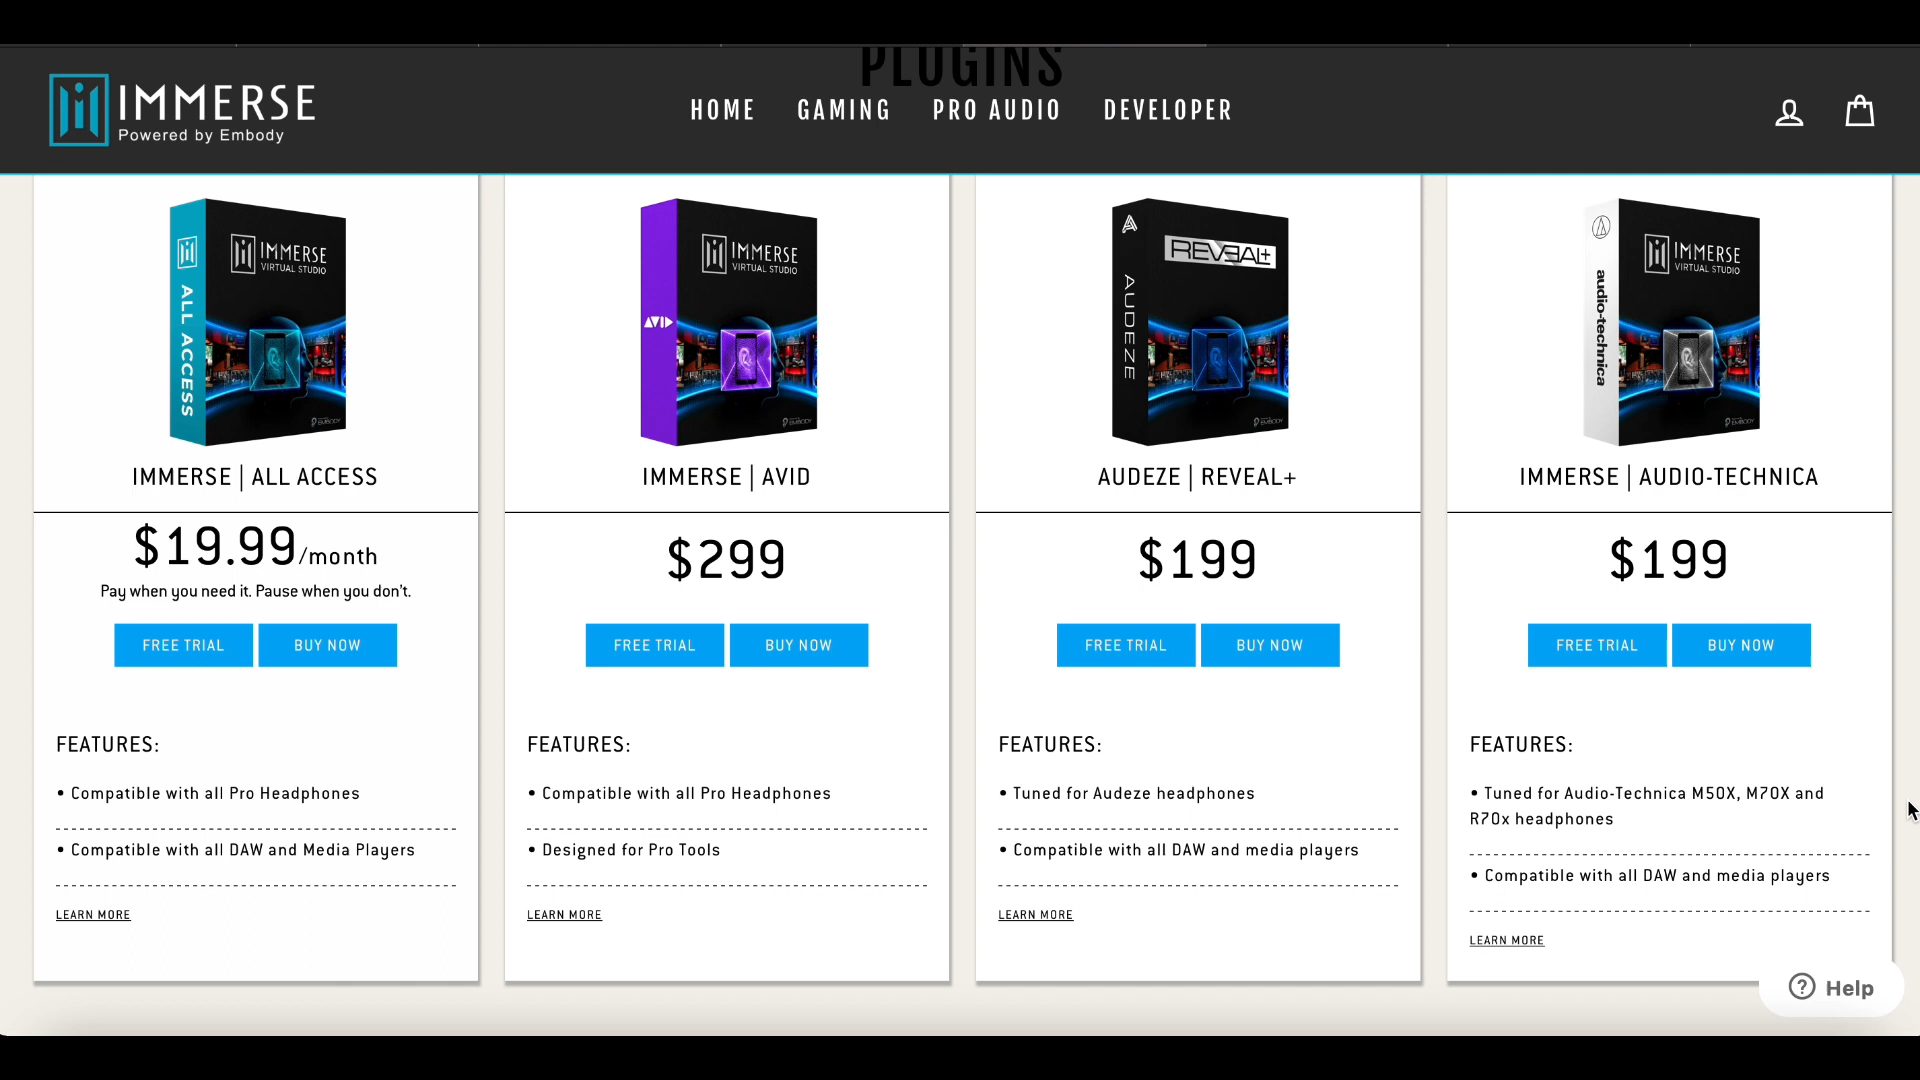 PLUGINS
IMMERSE
Powered by Embody
HOME GAMING PRO AUDIO DEVELOPER
ALL ACCESS
IMMERSE
VIRTUAL STUDIO
EMBODY
IMMERSE | ALL ACCESS
$19.99/month
Pay when you need it. Pause when you don't.
FREE TRIAL BUY NOW
FEATURES:
• Compatible with all Pro Headphones
• Compatible with all DAW and Media Players
LEARN MORE
AVID
IMMERSE
VIRTUAL STUDIO
EMBODY
IMMERSE | AVID
$299
FREE TRIAL BUY NOW
FEATURES:
• Compatible with all Pro Headphones
• Designed for Pro Tools
LEARN MORE
AUDEZE
REVEAL+
EMBODY
AUDEZE | REVEAL+
$199
FREE TRIAL BUY NOW
FEATURES:
• Tuned for Audeze headphones
• Compatible with all DAW and media players
LEARN MORE
audio-technica
IMMERSE
VIRTUAL STUDIO
EMBODY
IMMERSE | AUDIO-TECHNICA
$199
FREE TRIAL BUY NOW
FEATURES:
• Tuned for Audio-Technica M50X, M70X and
R70x headphones
• Compatible with all DAW and media players
LEARN MORE
Help